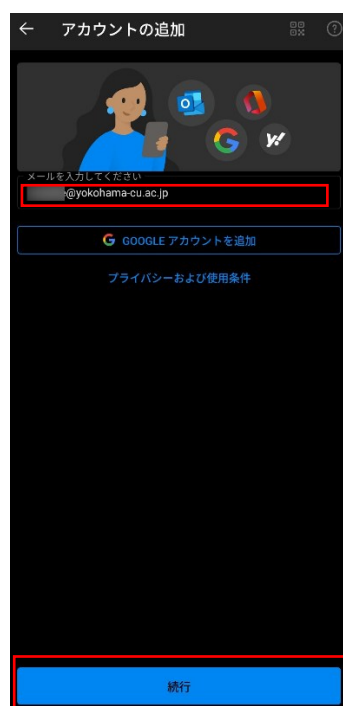 アカウントの追加
メールを入力してください
@yokohama-cu.ac.jp
GOOGLE アカウントを追加
プライバシーおよび使用条件
続行